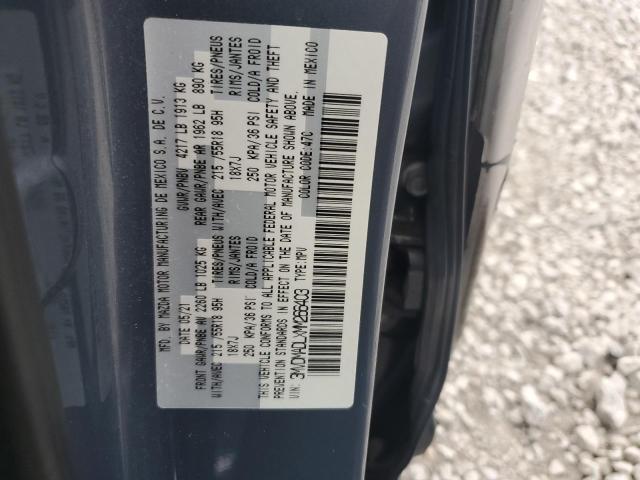 MFD. BY MAZDA MOTOR MANUFACTURING DE MEXICO S.A. DE C.V.
DATE 05/21 GVWR/PNBV 4217 LB 1913 KG
FRONT GAWR/PNBE AV 2260 LB 1025 KG REAR GAWR/PNBE AR 1962 LB 890 KG
WITH/AVEC 215 /55R18 95H TIRES/PNEUS WITH/AVEC 215 /55R18 95H TIRES/PNEUS
18X7J RIMS/JANTES 18X7J RIMS/JANTES
250 KPA/36 PSI COLD/A FROID 250 KPA/36 PSI COLD/A FROID
THIS VEHICLE CONFORMS TO ALL APPLICABLE FEDERAL MOTOR VEHICLE SAFETY AND THEFT
PREVENTION STANDARDS IN EFFECT ON THE DATE OF MANUFACTURE SHOWN ABOVE.
VIN: TYPE:MPV COLOR CODE:47C MADE IN MEXICO